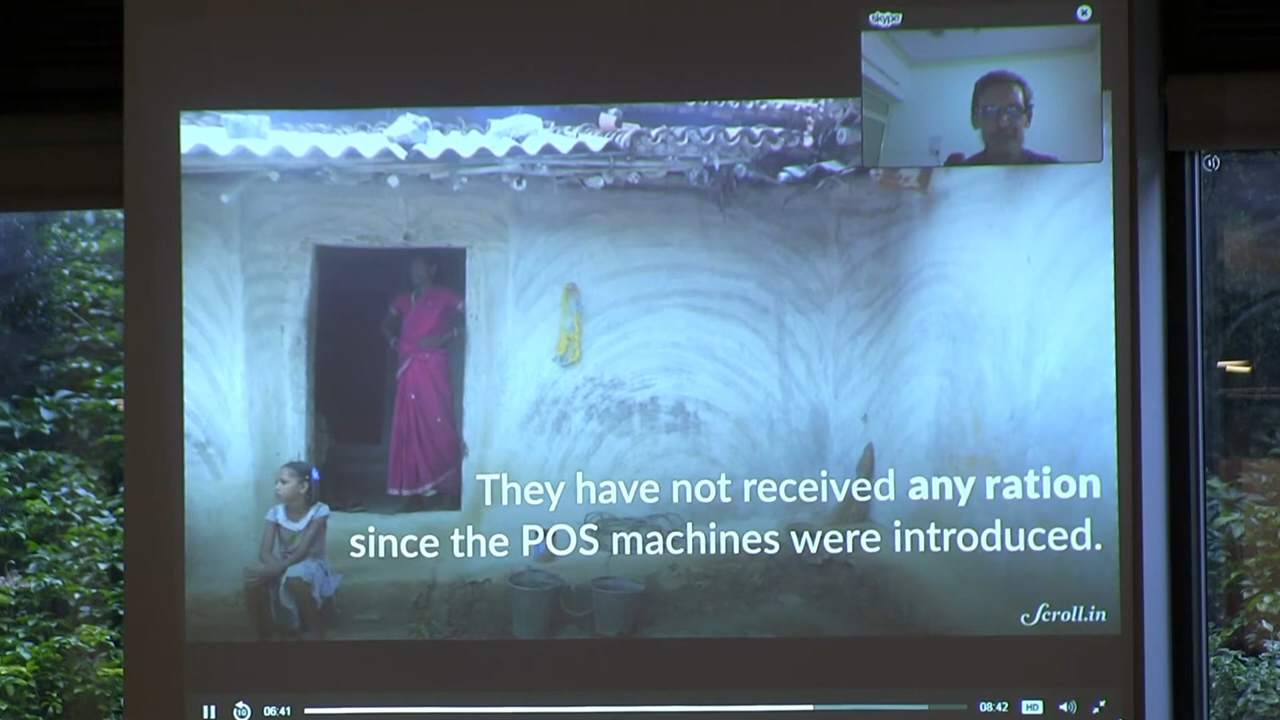 skype
They have not received any ration
since the POS machines were introduced.
Scroll.in
10
06:41
08:42
HD